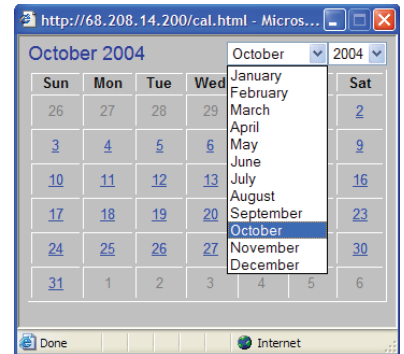 http://68.208.14.200/cal.html - Micros...
October 2004 October 2004
Sun Mon Tue Wed Sat
26 27 28 29 2
3 4 5 6 9
10 11 12 13 16
17 18 19 20 23
24 25 26 27 30
31 1 2 3 4 5 6
January
February
March
April
May
June
July
August
September
October
November
December
Done Internet